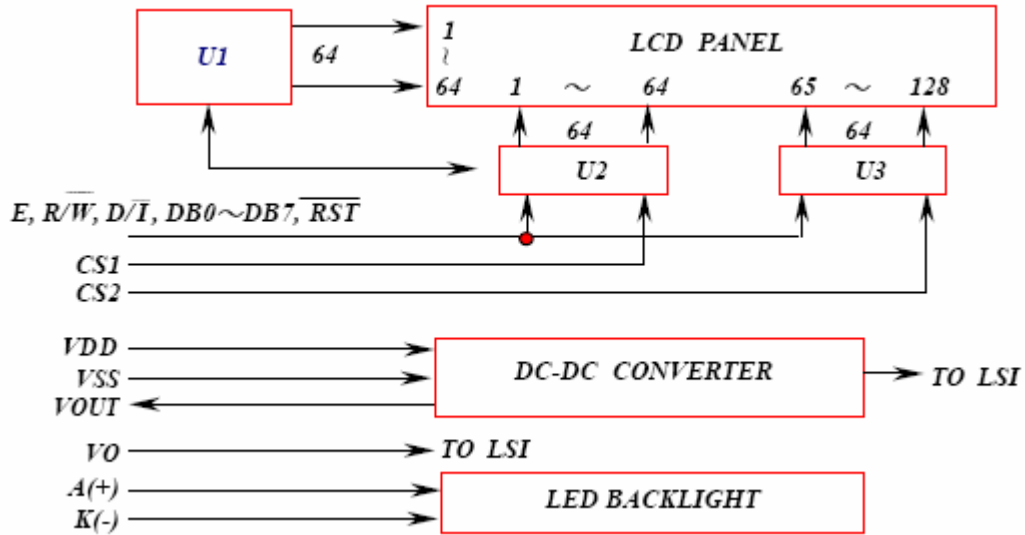 U1
64
1
~
64
LCD PANEL
1 ~ 64
65 ~ 128
64
64
U2
U3
E, R/W̅, D/I̅, DB0~DB7, R̅S̅T̅
CS1
CS2
VDD
VSS
VOUT
DC-DC CONVERTER
TO LSI
VO
TO LSI
A(+)
K(-)
LED BACKLIGHT